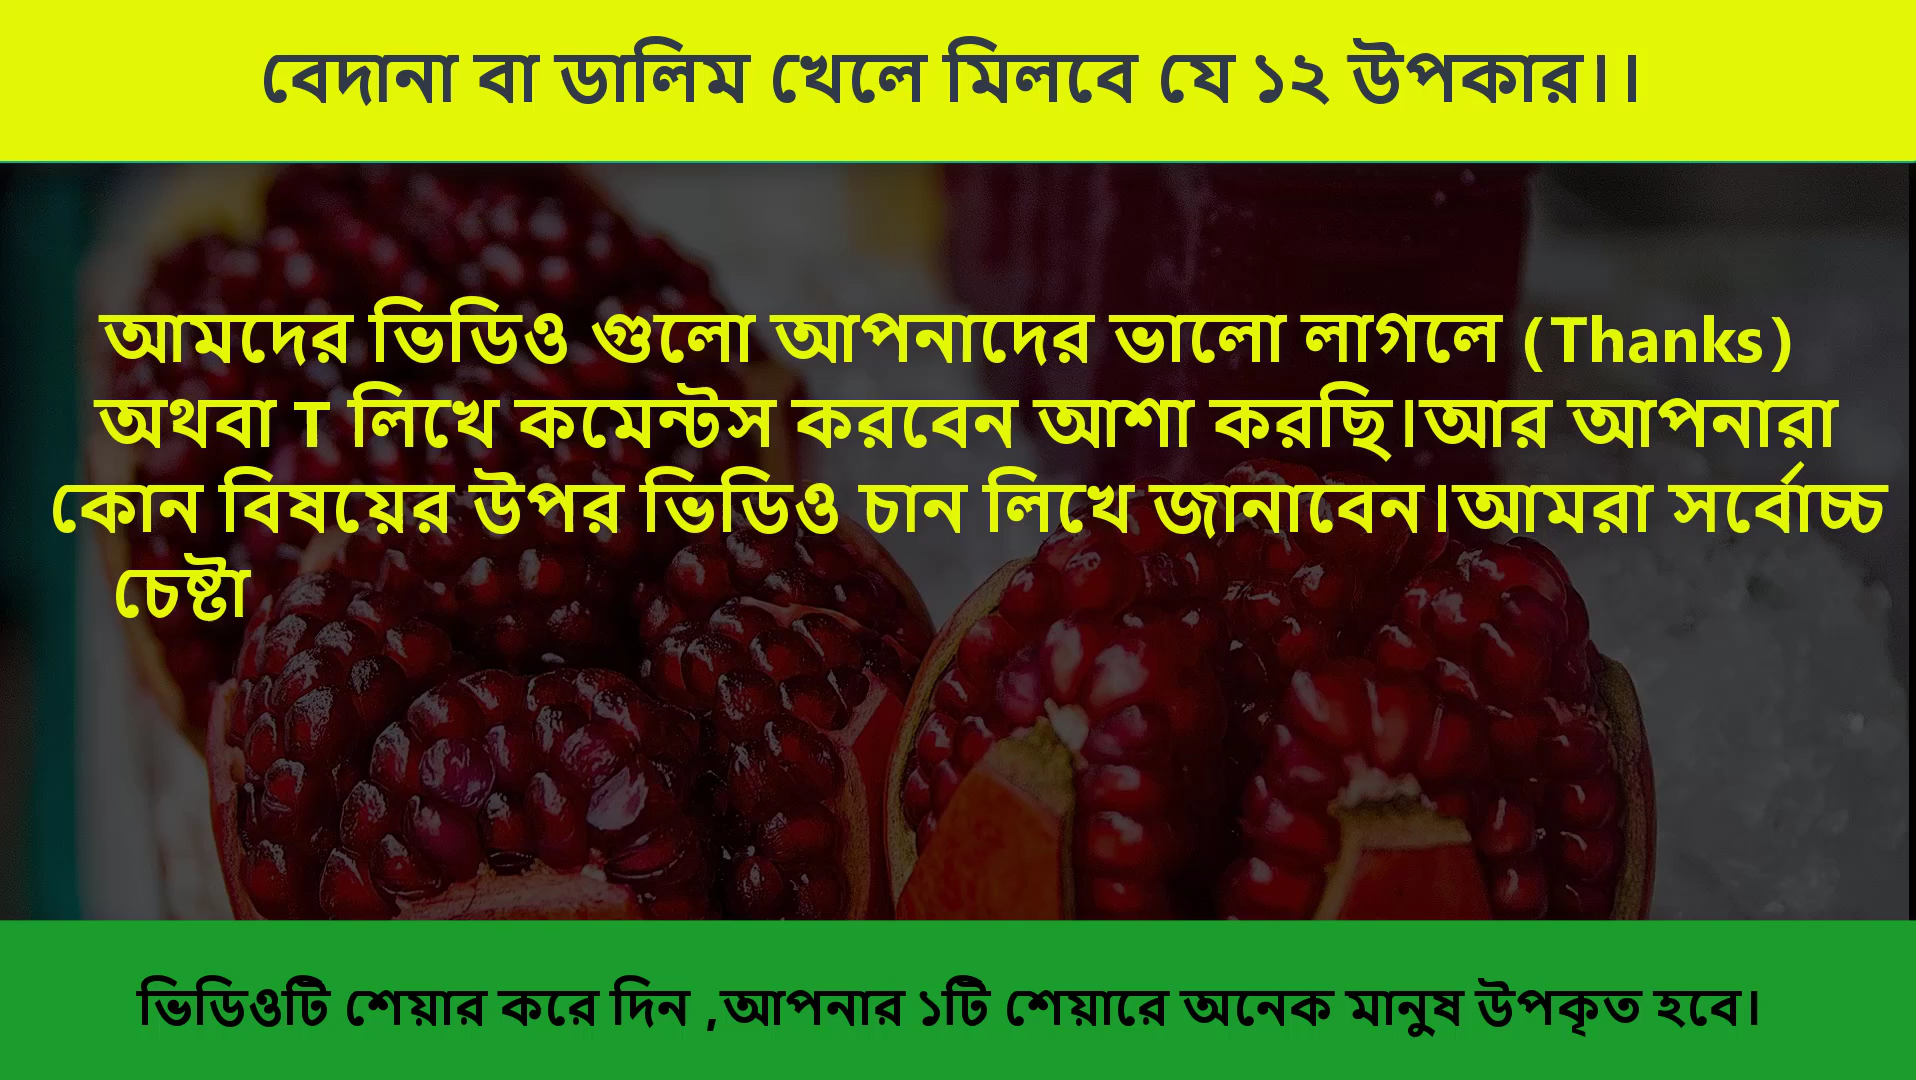 বেদানা বা ডালিম খেলে মিলবে যে ১২ উপকার।।
আমদের ভিডিও গুলো আপনাদের ভালো লাগলে (Thanks)
অথবা T লিখে কমেন্টস করবেন আশা করছি।আর আপনারা
কোন বিষয়ের উপর ভিডিও চান লিখে জানাবেন।আমরা সর্বোচ্চ
চেষ্টা
ভিডিওটি শেয়ার করে দিন ,আপনার ১টি শেয়ারে অনেক মানুষ উপকৃত হবে।